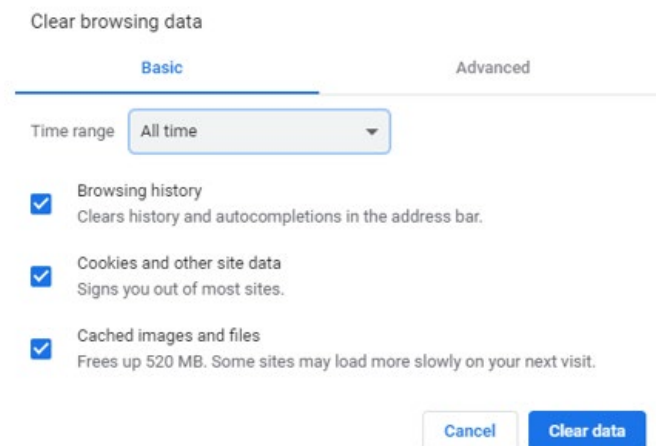 Clear browsing data
Basic Advanced
Time range All time
Browsing history
Clears history and autocompletions in the address bar.
Cookies and other site data
Signs you out of most sites.
Cached images and files
Frees up 520 MB. Some sites may load more slowly on your next visit.
Cancel Clear data